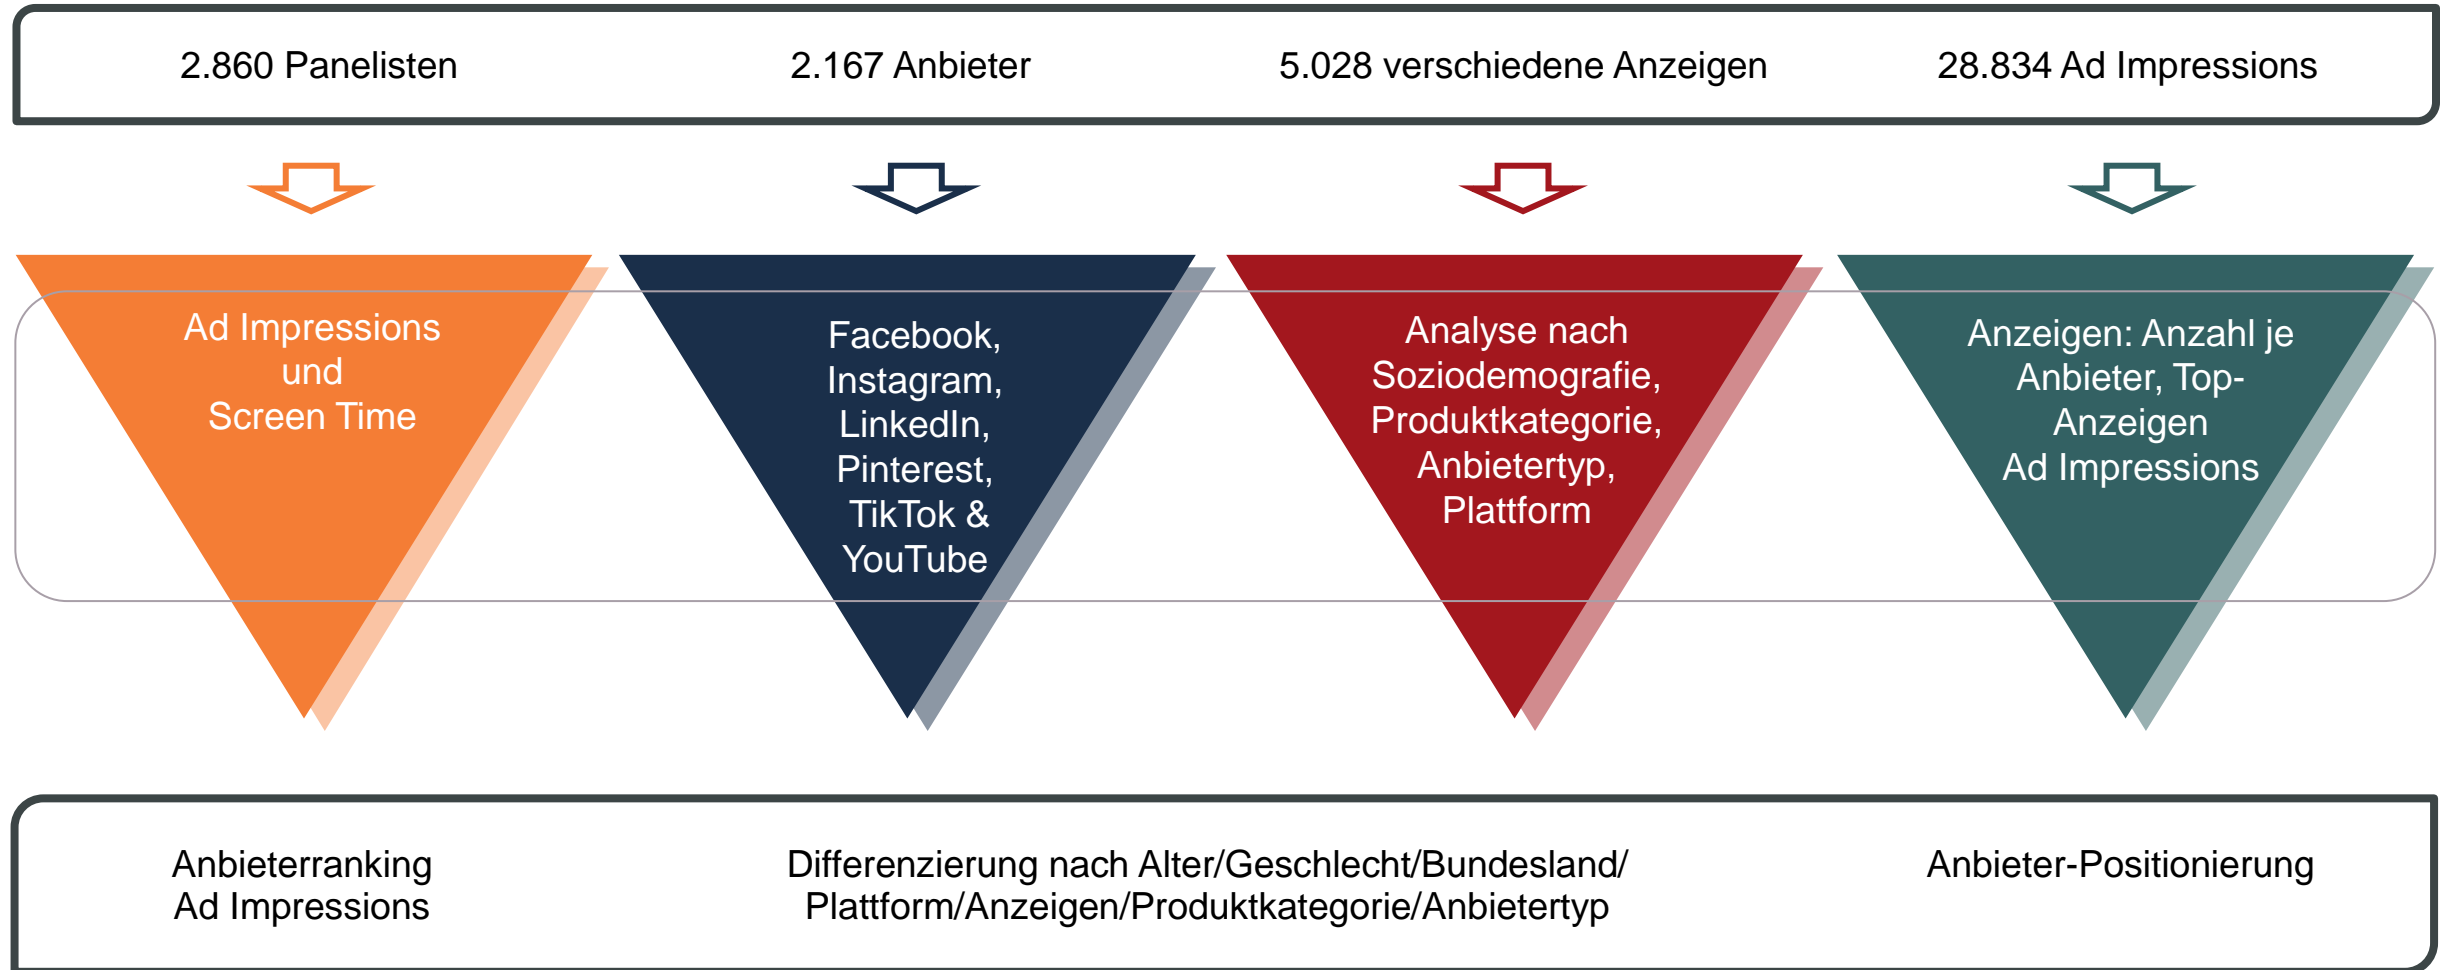 2.860 Panelisten
2.167 Anbieter
5.028 verschiedene Anzeigen
28.834 Ad Impressions
Ad Impressions
und
Screen Time
Facebook,
Instagram,
LinkedIn,
Pinterest,
TikTok &
YouTube
Analyse nach
Soziodemografie,
Produktkategorie,
Anbietertyp,
Plattform
Anzeigen: Anzahl je
Anbieter, Top-
Anzeigen
Ad Impressions
Anbieterranking
Ad Impressions
Differenzierung nach Alter/Geschlecht/Bundesland/
Plattform/Anzeigen/Produktkategorie/Anbietertyp
Anbieter-Positionierung